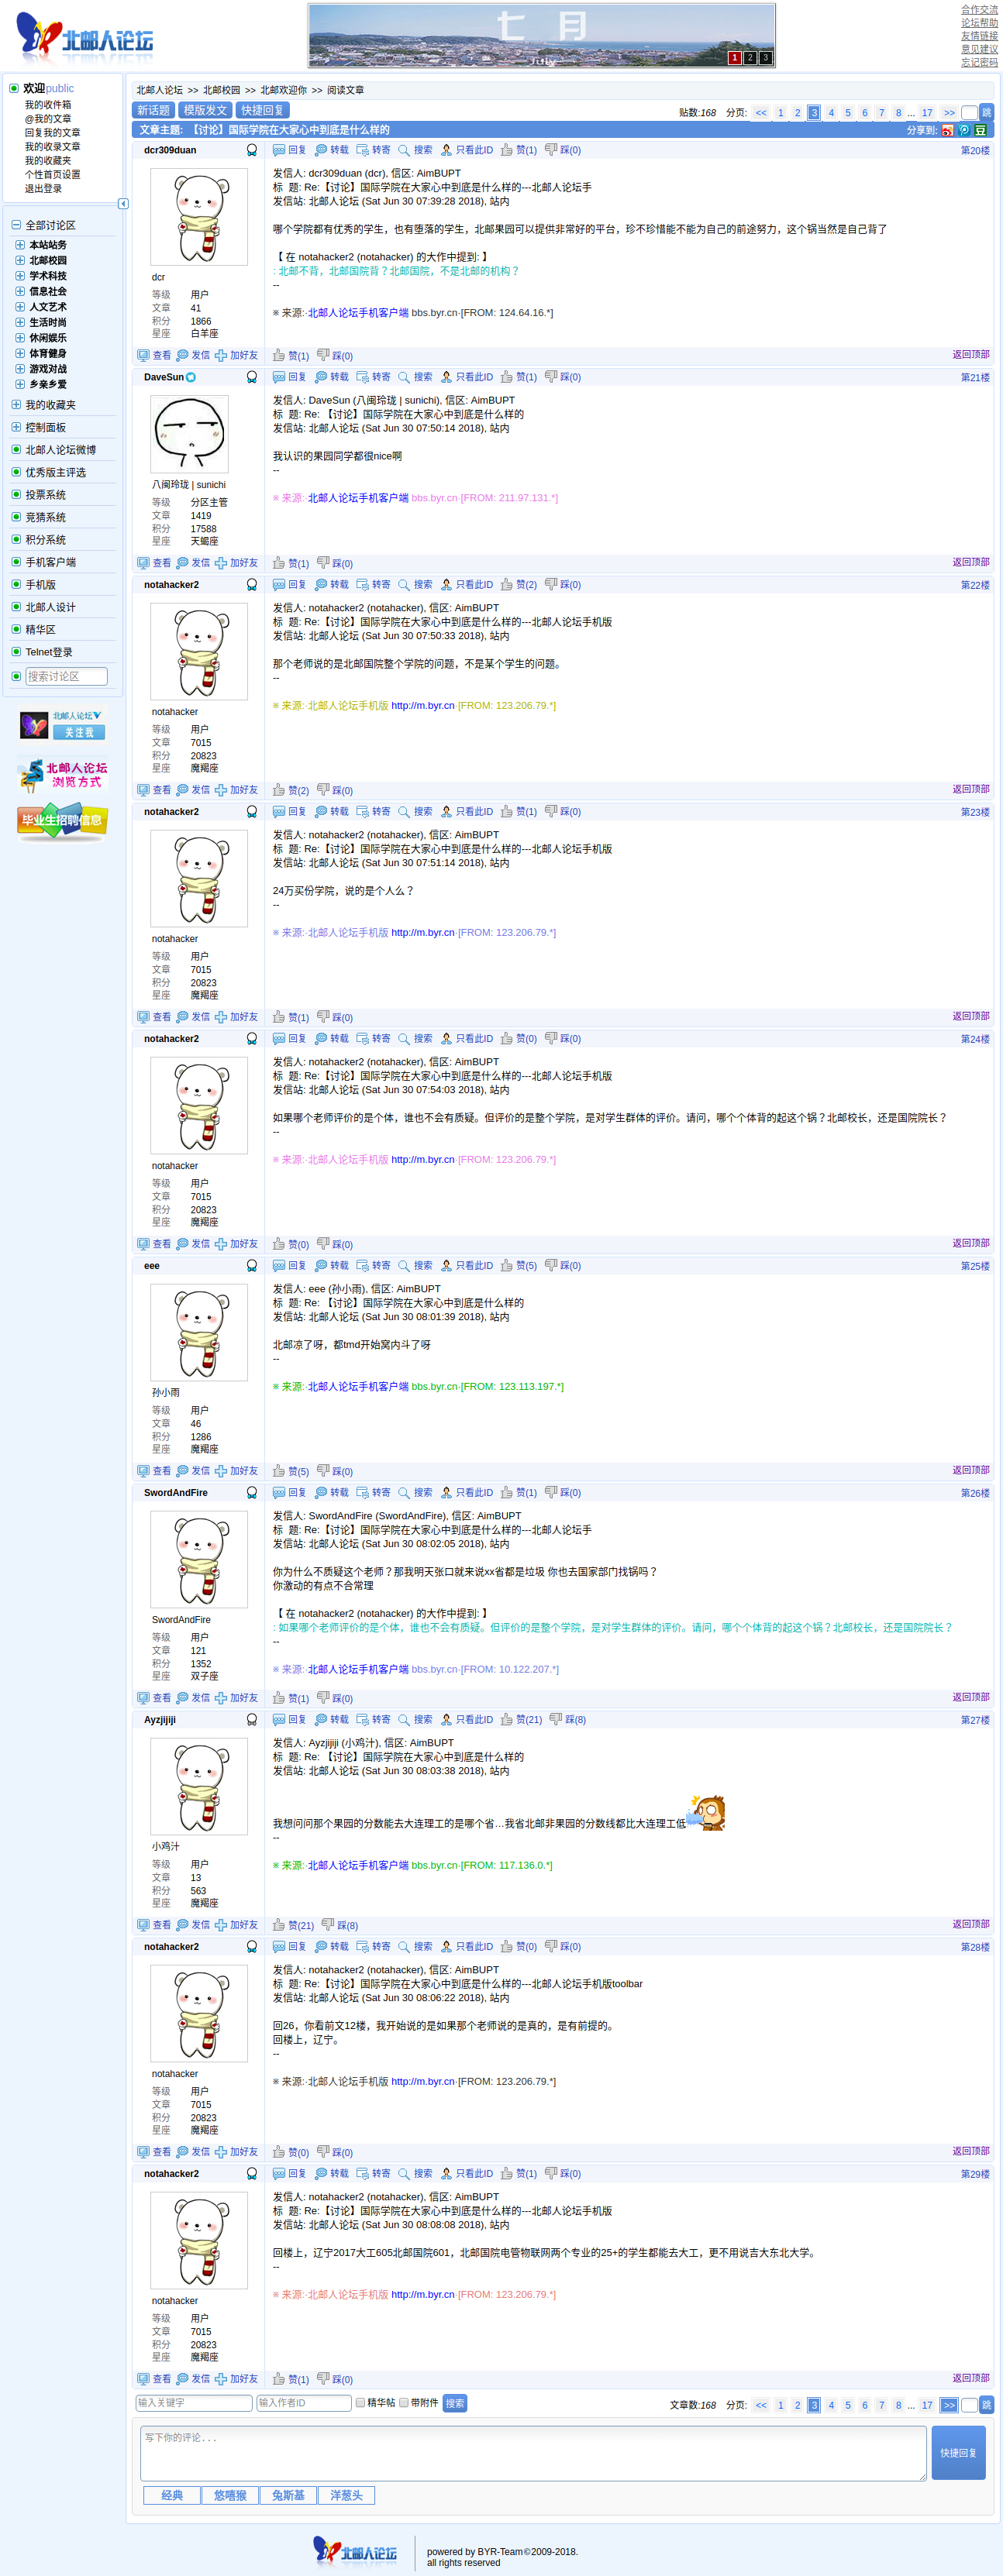 北邮人论坛
七 月
July
1 2 3
合作交流
论坛帮助
友情链接
意见建议
忘记密码
欢迎public
我的收件箱
@我的文章
回复我的文章
我的收录文章
我的收藏夹
个性首页设置
退出登录
全部讨论区
本站站务
北邮校园
学术科技
信息社会
人文艺术
生活时尚
休闲娱乐
体育健身
游戏对战
乡亲乡爱
我的收藏夹
控制面板
北邮人论坛微博
优秀版主评选
投票系统
竞猜系统
积分系统
手机客户端
手机版
北邮人设计
精华区
Telnet登录
搜索讨论区
北邮人论坛
关注我
北邮人论坛
浏览方式
毕业生招聘信息
北邮人论坛 >> 北邮校园 >> 北邮欢迎你 >> 阅读文章
新话题 模版发文 快捷回复
贴数:168 分页: << 1 2 3 4 5 6 7 8 ... 17 >> 跳
文章主题: 【讨论】国际学院在大家心中到底是什么样的
分享到: 豆
dcr309duan
回复 转载 转寄 搜索 只看此ID 赞(1) 踩(0) 第20楼
dcr
等级 用户
文章 41
积分 1866
星座 白羊座
发信人: dcr309duan (dcr), 信区: AimBUPT
标 题: Re:【讨论】国际学院在大家心中到底是什么样的---北邮人论坛手
发信站: 北邮人论坛 (Sat Jun 30 07:39:28 2018), 站内
哪个学院都有优秀的学生，也有堕落的学生，北邮果园可以提供非常好的平台，珍不珍惜能不能为自己的前途努力，这个锅当然是自己背了
【 在 notahacker2 (notahacker) 的大作中提到: 】
: 北邮不背，北邮国院背？北邮国院，不是北邮的机构？
--
※ 来源:·北邮人论坛手机客户端 bbs.byr.cn·[FROM: 124.64.16.*]
查看 发信 加好友 赞(1) 踩(0) 返回顶部
DaveSun
回复 转载 转寄 搜索 只看此ID 赞(1) 踩(0) 第21楼
八闽玲珑 | sunichi
等级 分区主管
文章 1419
积分 17588
星座 天蝎座
发信人: DaveSun (八闽玲珑 | sunichi), 信区: AimBUPT
标 题: Re: 【讨论】国际学院在大家心中到底是什么样的
发信站: 北邮人论坛 (Sat Jun 30 07:50:14 2018), 站内
我认识的果园同学都很nice啊
--
※ 来源:·北邮人论坛手机客户端 bbs.byr.cn·[FROM: 211.97.131.*]
查看 发信 加好友 赞(1) 踩(0) 返回顶部
notahacker2
回复 转载 转寄 搜索 只看此ID 赞(2) 踩(0) 第22楼
notahacker
等级 用户
文章 7015
积分 20823
星座 魔羯座
发信人: notahacker2 (notahacker), 信区: AimBUPT
标 题: Re:【讨论】国际学院在大家心中到底是什么样的---北邮人论坛手机版
发信站: 北邮人论坛 (Sat Jun 30 07:50:33 2018), 站内
那个老师说的是北邮国院整个学院的问题，不是某个学生的问题。
--
※ 来源:·北邮人论坛手机版 http://m.byr.cn·[FROM: 123.206.79.*]
查看 发信 加好友 赞(2) 踩(0) 返回顶部
notahacker2
回复 转载 转寄 搜索 只看此ID 赞(1) 踩(0) 第23楼
notahacker
等级 用户
文章 7015
积分 20823
星座 魔羯座
发信人: notahacker2 (notahacker), 信区: AimBUPT
标 题: Re:【讨论】国际学院在大家心中到底是什么样的---北邮人论坛手机版
发信站: 北邮人论坛 (Sat Jun 30 07:51:14 2018), 站内
24万买份学院，说的是个人么？
--
※ 来源:·北邮人论坛手机版 http://m.byr.cn·[FROM: 123.206.79.*]
查看 发信 加好友 赞(1) 踩(0) 返回顶部
notahacker2
回复 转载 转寄 搜索 只看此ID 赞(0) 踩(0) 第24楼
notahacker
等级 用户
文章 7015
积分 20823
星座 魔羯座
发信人: notahacker2 (notahacker), 信区: AimBUPT
标 题: Re:【讨论】国际学院在大家心中到底是什么样的---北邮人论坛手机版
发信站: 北邮人论坛 (Sat Jun 30 07:54:03 2018), 站内
如果哪个老师评价的是个体，谁也不会有质疑。但评价的是整个学院，是对学生群体的评价。请问，哪个个体背的起这个锅？北邮校长，还是国院院长？
--
※ 来源:·北邮人论坛手机版 http://m.byr.cn·[FROM: 123.206.79.*]
查看 发信 加好友 赞(0) 踩(0) 返回顶部
eee
回复 转载 转寄 搜索 只看此ID 赞(5) 踩(0) 第25楼
孙小雨
等级 用户
文章 46
积分 1286
星座 魔羯座
发信人: eee (孙小雨), 信区: AimBUPT
标 题: Re: 【讨论】国际学院在大家心中到底是什么样的
发信站: 北邮人论坛 (Sat Jun 30 08:01:39 2018), 站内
北邮凉了呀，都tmd开始窝内斗了呀
--
※ 来源:·北邮人论坛手机客户端 bbs.byr.cn·[FROM: 123.113.197.*]
查看 发信 加好友 赞(5) 踩(0) 返回顶部
SwordAndFire
回复 转载 转寄 搜索 只看此ID 赞(1) 踩(0) 第26楼
SwordAndFire
等级 用户
文章 121
积分 1352
星座 双子座
发信人: SwordAndFire (SwordAndFire), 信区: AimBUPT
标 题: Re:【讨论】国际学院在大家心中到底是什么样的---北邮人论坛手
发信站: 北邮人论坛 (Sat Jun 30 08:02:05 2018), 站内
你为什么不质疑这个老师？那我明天张口就来说xx省都是垃圾 你也去国家部门找锅吗？
你激动的有点不合常理
【 在 notahacker2 (notahacker) 的大作中提到: 】
: 如果哪个老师评价的是个体，谁也不会有质疑。但评价的是整个学院，是对学生群体的评价。请问，哪个个体背的起这个锅？北邮校长，还是国院院长？
--
※ 来源:·北邮人论坛手机客户端 bbs.byr.cn·[FROM: 10.122.207.*]
查看 发信 加好友 赞(1) 踩(0) 返回顶部
Ayzjijiji
回复 转载 转寄 搜索 只看此ID 赞(21) 踩(8) 第27楼
小鸡汁
等级 用户
文章 13
积分 563
星座 魔羯座
发信人: Ayzjijiji (小鸡汁), 信区: AimBUPT
标 题: Re: 【讨论】国际学院在大家心中到底是什么样的
发信站: 北邮人论坛 (Sat Jun 30 08:03:38 2018), 站内
我想问问那个果园的分数能去大连理工的是哪个省…我省北邮非果园的分数线都比大连理工低
--
※ 来源:·北邮人论坛手机客户端 bbs.byr.cn·[FROM: 117.136.0.*]
查看 发信 加好友 赞(21) 踩(8) 返回顶部
notahacker2
回复 转载 转寄 搜索 只看此ID 赞(0) 踩(0) 第28楼
notahacker
等级 用户
文章 7015
积分 20823
星座 魔羯座
发信人: notahacker2 (notahacker), 信区: AimBUPT
标 题: Re:【讨论】国际学院在大家心中到底是什么样的---北邮人论坛手机版toolbar
发信站: 北邮人论坛 (Sat Jun 30 08:06:22 2018), 站内
回26，你看前文12楼，我开始说的是如果那个老师说的是真的，是有前提的。
回楼上，辽宁。
--
※ 来源:·北邮人论坛手机版 http://m.byr.cn·[FROM: 123.206.79.*]
查看 发信 加好友 赞(0) 踩(0) 返回顶部
notahacker2
回复 转载 转寄 搜索 只看此ID 赞(1) 踩(0) 第29楼
notahacker
等级 用户
文章 7015
积分 20823
星座 魔羯座
发信人: notahacker2 (notahacker), 信区: AimBUPT
标 题: Re:【讨论】国际学院在大家心中到底是什么样的---北邮人论坛手机版
发信站: 北邮人论坛 (Sat Jun 30 08:08:08 2018), 站内
回楼上，辽宁2017大工605北邮国院601，北邮国院电管物联网两个专业的25+的学生都能去大工，更不用说吉大东北大学。
--
※ 来源:·北邮人论坛手机版 http://m.byr.cn·[FROM: 123.206.79.*]
查看 发信 加好友 赞(1) 踩(0) 返回顶部
输入关键字 输入作者ID 精华帖 带附件 搜索
文章数:168 分页: << 1 2 3 4 5 6 7 8 ... 17 >> 跳
写下你的评论...
快捷回复
经典 悠嘻猴 兔斯基 洋葱头
北邮人论坛
powered by BYR-Team©2009-2018.
all rights reserved